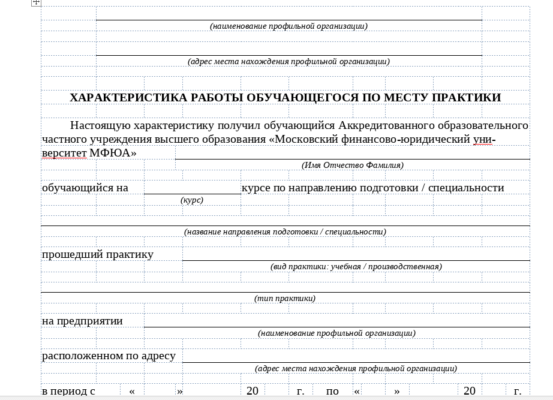 (наименование профильной организации)
(адрес места нахождения профильной организации)
ХАРАКТЕРИСТИКА РАБОТЫ ОБУЧАЮЩЕГОСЯ ПО МЕСТУ ПРАКТИКИ
Настоящую характеристику получил обучающийся Аккредитованного образовательного
частного учреждения высшего образования «Московский финансово-юридический уни-
верситет МФЮА»
(Имя Отчество Фамилия)
обучающийся на курсе по направлению подготовки / специальности
(курс)
(название направления подготовки / специальности)
прошедший практику
(вид практики: учебная / производственная)
(тип практики)
на предприятии
(наименование профильной организации)
расположенном по адресу
(адрес места нахождения профильной организации)
в период с « » 20 г. по « » 20 г.